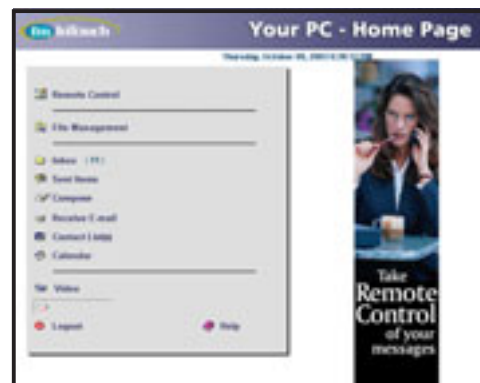 Your PC - Home Page
Remote Control
File Management
Inbox
Sent Items
Compose
Receive E-mail
Contact List(s)
Calendar
Video
Logout
Help
Take
Remote
Control
of your
messages